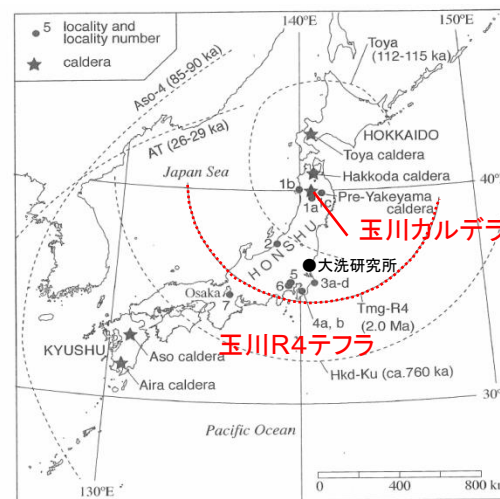 140°E
150°E
5 locality and
locality number
caldera
Toya
(112-115 ka)
Aso-4 (85-90 ka)
AT (26-29 ka)
HOKKAIDO
Toya caldera
Japan Sea
Hakkoda caldera
40°N
1b
1a
c
Pre-Yakeyama
caldera
玉川カルデラ
2
HONSHU
大洗研究所
5
6
3a-d
Osaka
7
Tmg-R4
(2.0 Ma)
4a, b
玉川R4テフラ
KYUSHU
Aso caldera
Hkd-Ku (ca.760 ka)
Aira caldera
30°
Pacific Ocean
130°E
0 400 800 k